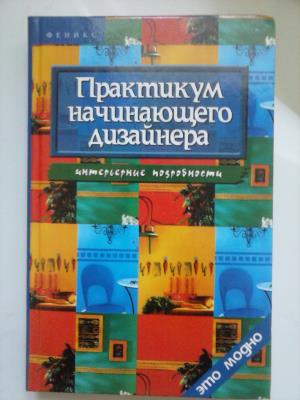 ФЕНИКС
Практикум
начинающего
дизайнера
интерьерные подробности
это модно